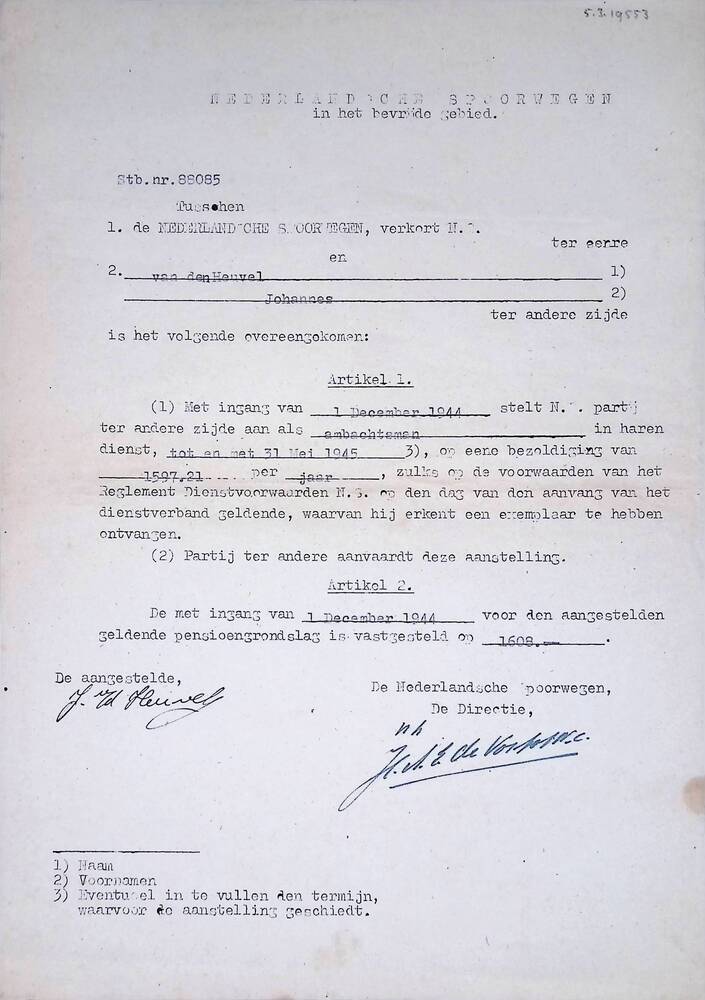 5.3.19553
NEDERLANDSCHE SPOORWEGEN
in het bevrijde gebied.
Stb.nr.88085
Tusschen
1. de NEDERLANDSCHE SPOORWEGEN, verkort N.S.
ter eenre
en
2. van den Heuvel 1)
Johannes 2)
ter andere zijde
is het volgende overeengekomen:
Artikel 1.
(1) Met ingang van 1 December 1944 stelt N.S. partij
ter andere zijde aan als ambachtsman in haren
dienst, tot en met 31 Mei 1945 3), op eene bezoldiging van
1597.21 per jaar, zulks op de voorwaarden van het
Reglement Dienstvoorwaarden N.S. op den dag van den aanvang van het
dienstverband geldende, waarvan hij erkent een exemplaar te hebben
ontvangen.
(2) Partij ter andere aanvaardt deze aanstelling.
Artikel 2.
De met ingang van 1 December 1944 voor den aangestelden
geldende pensioengrondslag is vastgesteld op 1608.—.
De aangestelde,
J. v/d Heuvel
De Nederlandsche Spoorwegen,
De Directie,
H.A.E. de Vos
1) Naam
2) Voornamen
3) Eventueel in te vullen den termijn,
waarvoor de aanstelling geschiedt.